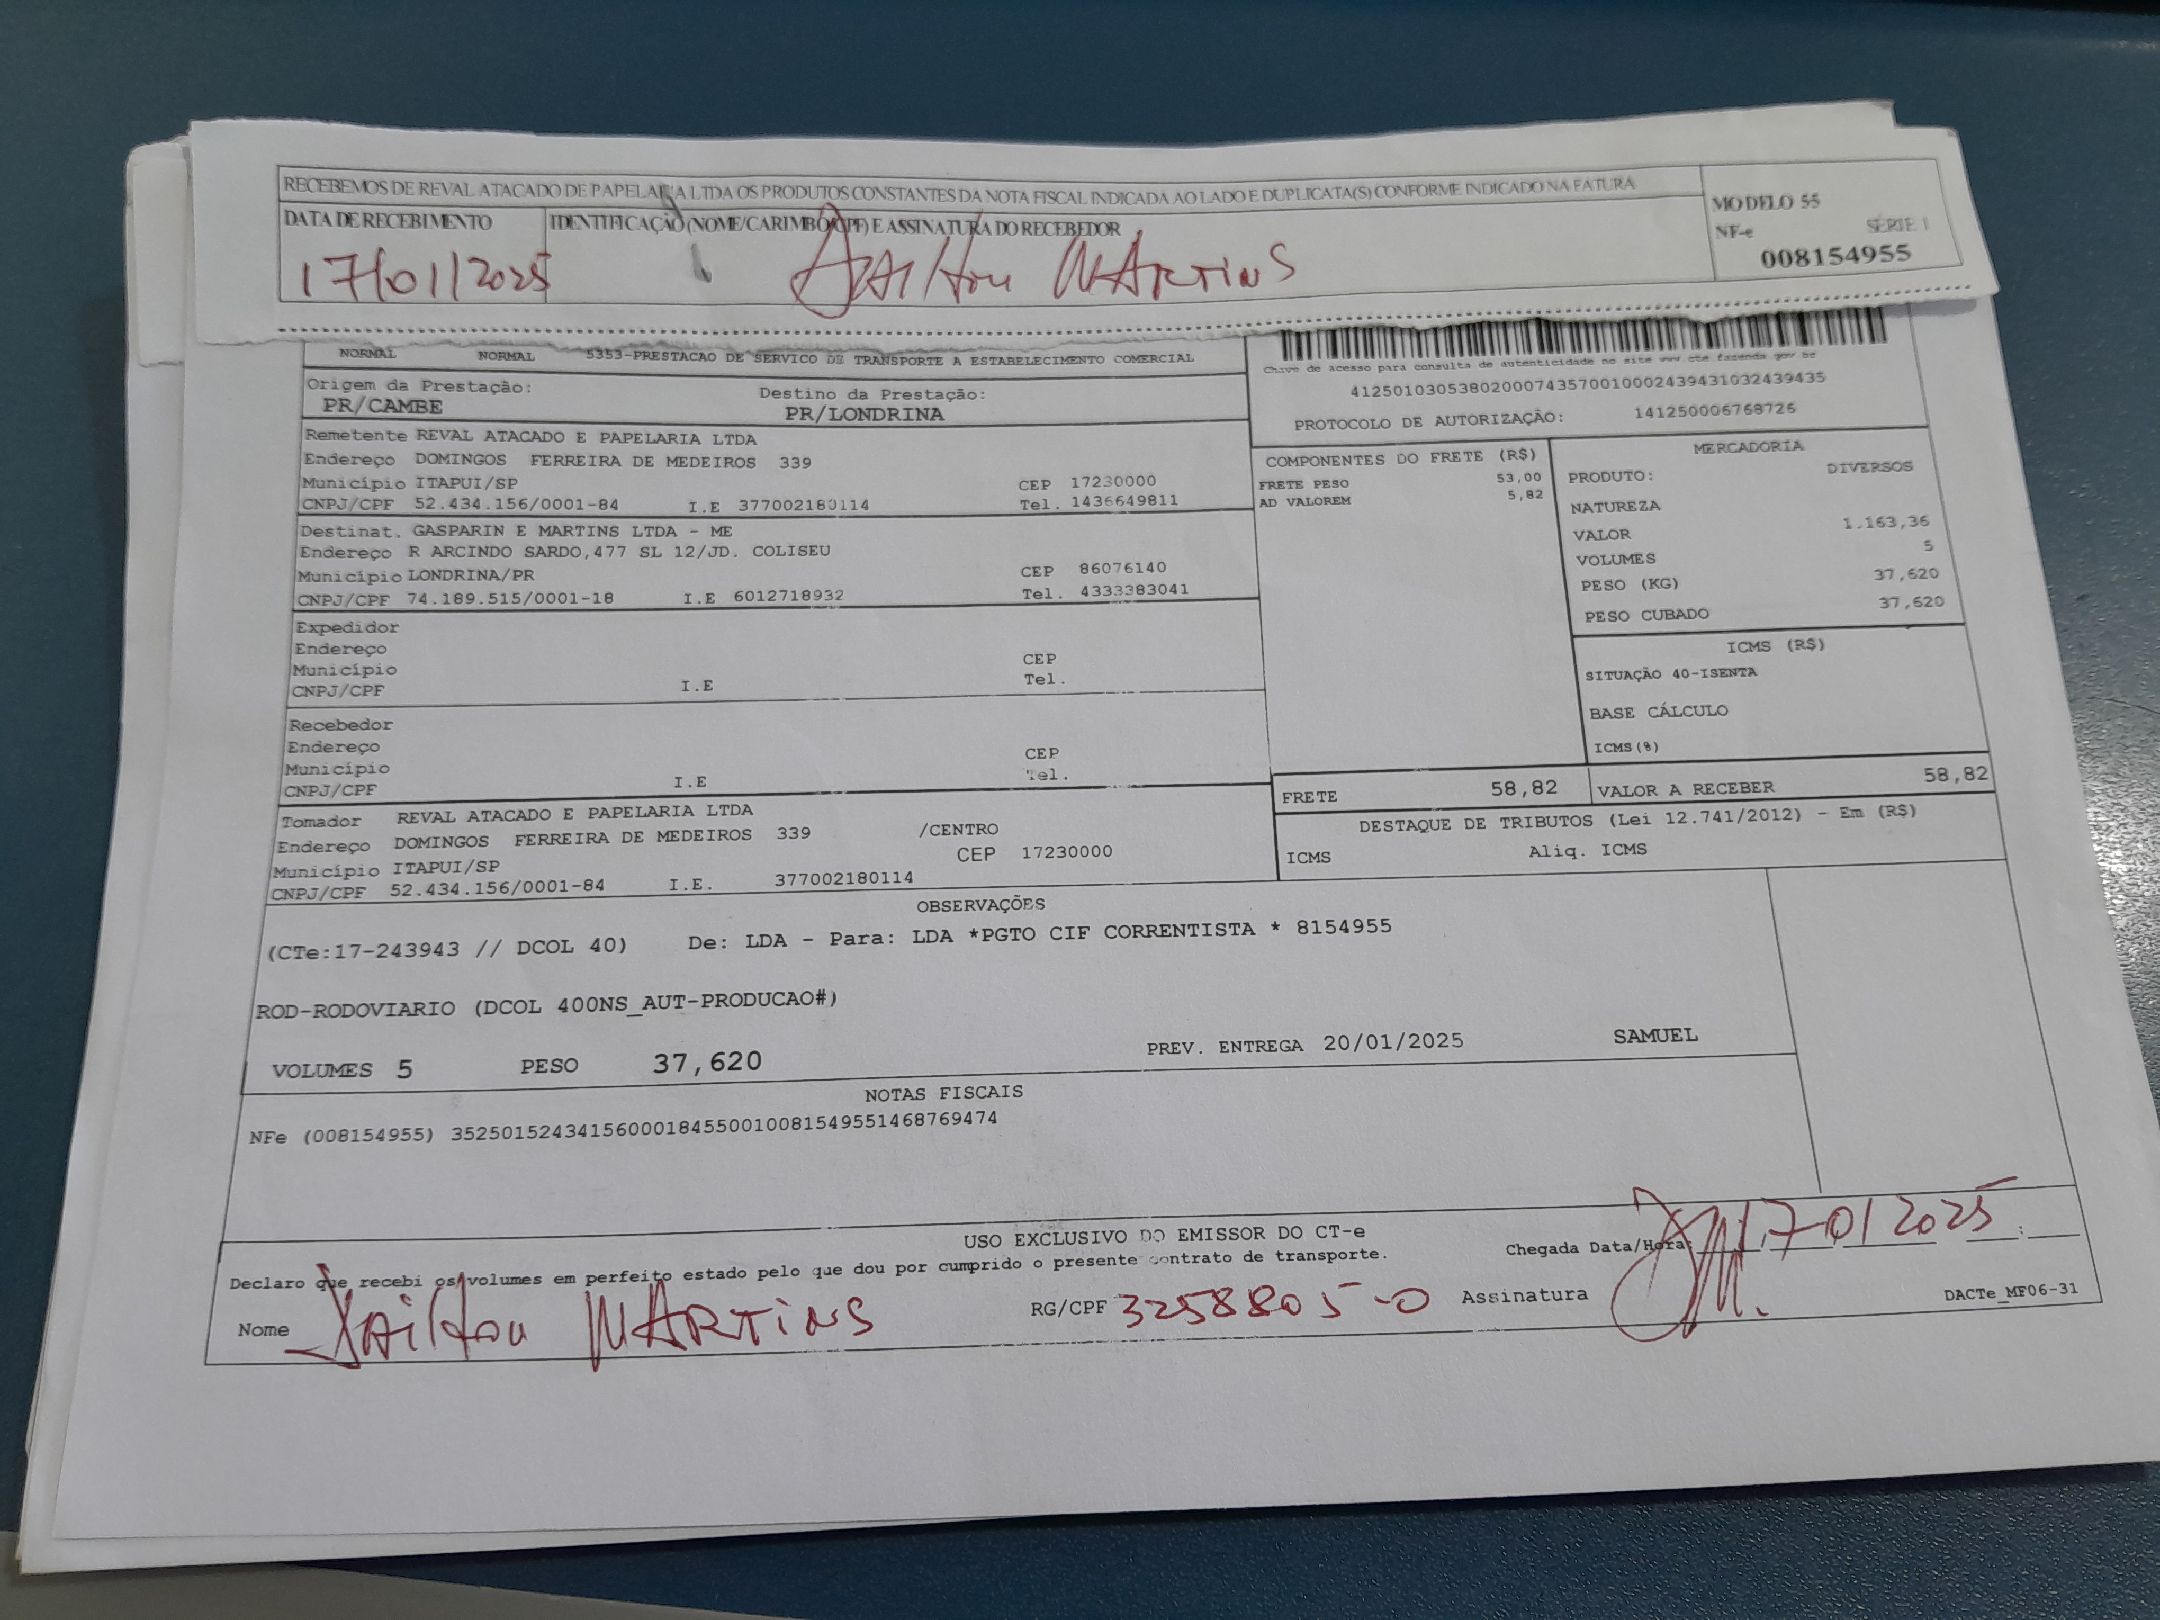 RECEBEMOS DE REVAL ATACADO DE PAPELARIA LTDA OS PRODUTOS CONSTANTES DA NOTA FISCAL INDICADA AO LADO E DUPLICATA(S) CONFORME INDICADO NA FATURA
DATA DE RECEBIMENTO IDENTIFICAÇÃO (NOME/CARIMBO/CPF) E ASSINATURA DO RECEBEDOR
17/01/2025 MARTINS
MODELO 55
NF-e SÉRIE 1
008154955
NORMAL NORMAL 5353-PRESTACAO DE SERVICO DE TRANSPORTE A ESTABELECIMENTO COMERCIAL
Chave de acesso para consulta de autenticidade no site www cte fazenda gov br
41250103053802000743570010002439431032439435
PROTOCOLO DE AUTORIZAÇÃO: 141250006768726
Origem da Prestação: Destino da Prestação:
PR/CAMBE PR/LONDRINA
Remetente REVAL ATACADO E PAPELARIA LTDA
Endereço DOMINGOS FERREIRA DE MEDEIROS 339
Município ITAPUI/SP CEP 17230000
CNPJ/CPF 52.434.156/0001-84 I.E 377002180114 Tel. 1436649811
Destinat. GASPARIN E MARTINS LTDA - ME
Endereço R ARCINDO SARDO,477 SL 12/JD. COLISEU
Município LONDRINA/PR CEP 86076140
CNPJ/CPF 74.189.515/0001-18 I.E 6012718932 Tel. 4333383041
Expedidor
Endereço
Município CEP
CNPJ/CPF I.E Tel.
Recebedor
Endereço
Município CEP
CNPJ/CPF I.E Tel.
Tomador REVAL ATACADO E PAPELARIA LTDA
Endereço DOMINGOS FERREIRA DE MEDEIROS 339 /CENTRO
Município ITAPUI/SP CEP 17230000
CNPJ/CPF 52.434.156/0001-84 I.E. 377002180114
COMPONENTES DO FRETE (R$)
FRETE PESO 53,00
AD VALOREM 5,82
MERCADORIA
PRODUTO: DIVERSOS
NATUREZA
VALOR 1.163,36
VOLUMES 5
PESO (KG) 37,620
PESO CUBADO 37,620
ICMS (R$)
SITUAÇÃO 40-ISENTA
BASE CÁLCULO
ICMS(%)
FRETE 58,82 VALOR A RECEBER 58,82
DESTAQUE DE TRIBUTOS (Lei 12.741/2012) - Em (R$)
ICMS Aliq. ICMS
OBSERVAÇÕES
(CTe:17-243943 // DCOL 40) De: LDA - Para: LDA *PGTO CIF CORRENTISTA * 8154955
ROD-RODOVIARIO (DCOL 400NS_AUT-PRODUCAO#)
VOLUMES 5 PESO 37,620 PREV. ENTREGA 20/01/2025 SAMUEL
NOTAS FISCAIS
NFe (008154955) 35250152434156000184550010081549551468769474
USO EXCLUSIVO DO EMISSOR DO CT-e
Declaro que recebi os volumes em perfeito estado pelo que dou por cumprido o presente contrato de transporte.
Chegada Data/Hora: 17 01 2025
Nome MARTINS RG/CPF 3258805-0 Assinatura
DACTe_MF06-31